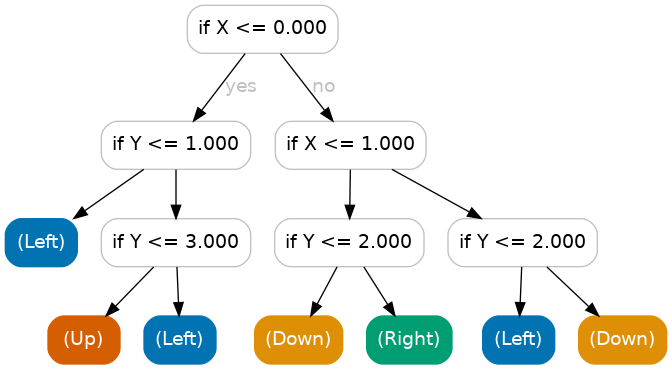 if X <= 0.000
yes
no
if Y <= 1.000
if X <= 1.000
(Left)
if Y <= 3.000
if Y <= 2.000
if Y <= 2.000
(Up)
(Left)
(Down)
(Right)
(Left)
(Down)